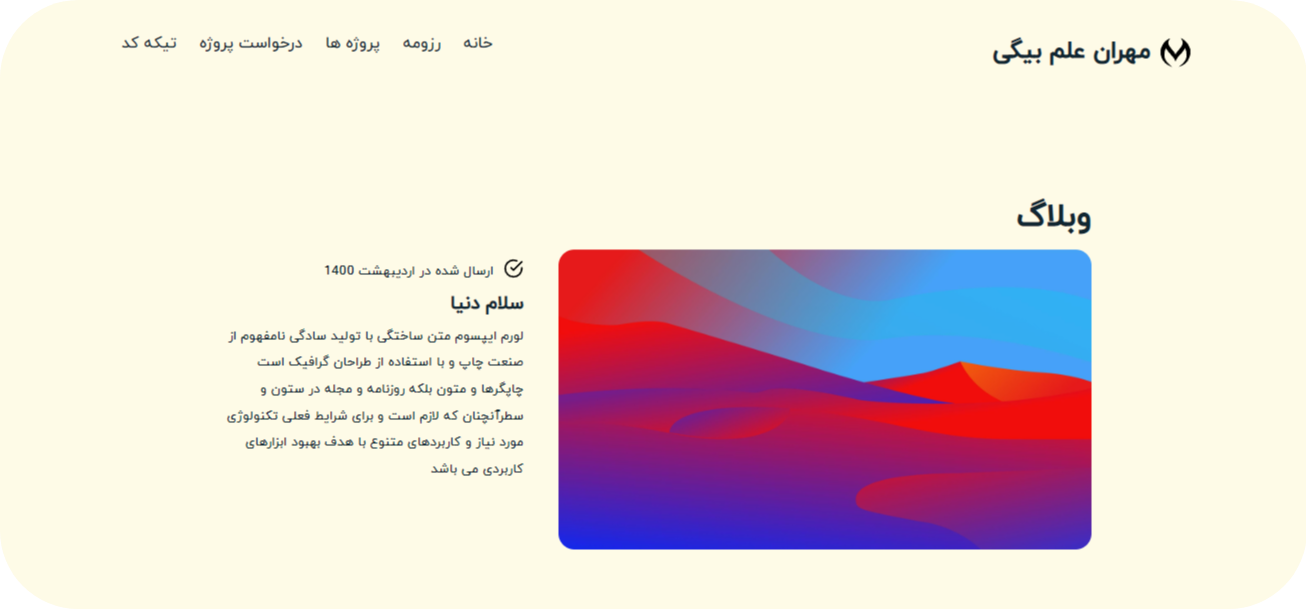 مهران علم بیگی
خانه رزومه پروژه ها درخواست پروژه تیکه کد
وبلاگ
ارسال شده در اردیبهشت 1400
سلام دنیا
لورم ایپسوم متن ساختگی با تولید سادگی نامفهوم از
صنعت چاپ و با استفاده از طراحان گرافیک است
چاپگرها و متون بلکه روزنامه و مجله در ستون و
سطرآنچنان که لازم است و برای شرایط فعلی تکنولوژی
مورد نیاز و کاربردهای متنوع با هدف بهبود ابزارهای
کاربردی می باشد